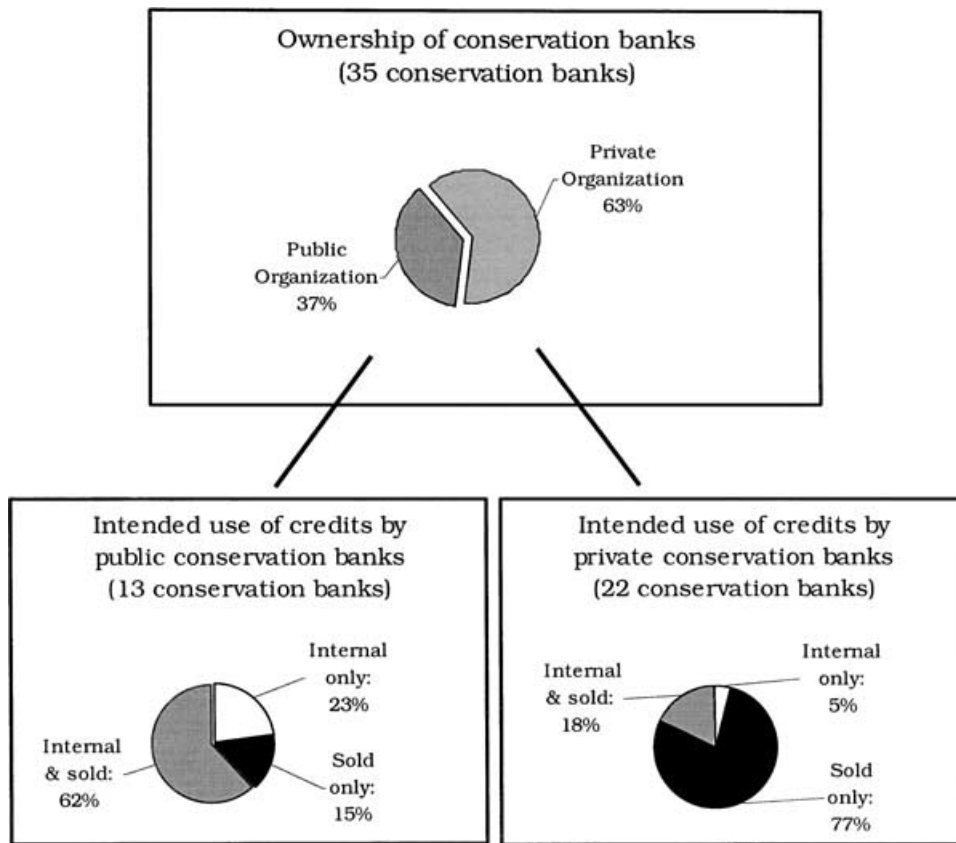 Ownership of conservation banks
(35 conservation banks)
Private
Organization
63%
Public
Organization
37%
Intended use of credits by
public conservation banks
(13 conservation banks)
Internal
only:
23%
Internal
& sold:
62%
Sold
only:
15%
Intended use of credits by
private conservation banks
(22 conservation banks)
Internal
& sold:
18%
Internal
only:
5%
Sold
only:
77%